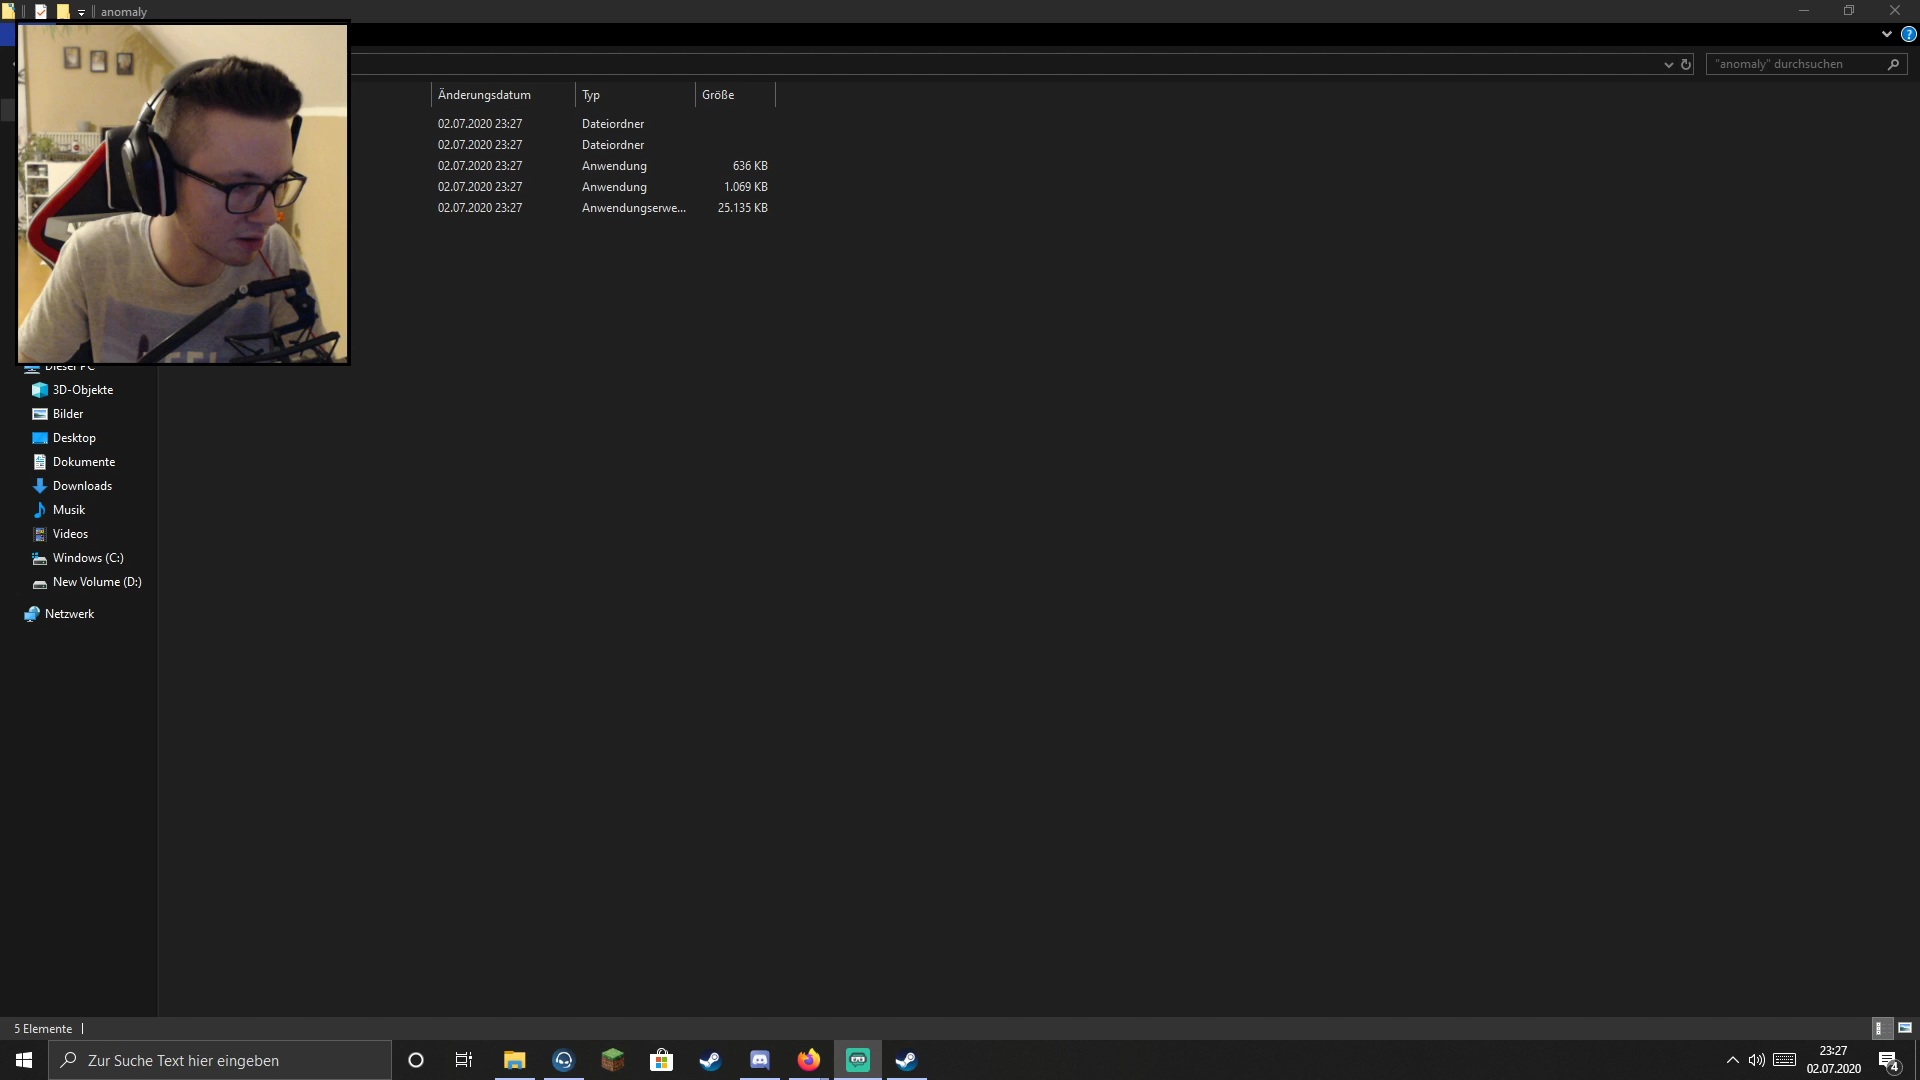 anomaly
"anomaly" durchsuchen
Änderungsdatum Typ Größe
02.07.2020 23:27 Dateiordner
02.07.2020 23:27 Dateiordner
02.07.2020 23:27 Anwendung 636 KB
02.07.2020 23:27 Anwendung 1.069 KB
02.07.2020 23:27 Anwendungserwe... 25.135 KB
Dieser PC
3D-Objekte
Bilder
Desktop
Dokumente
Downloads
Musik
Videos
Windows (C:)
New Volume (D:)
Netzwerk
5 Elemente
Zur Suche Text hier eingeben
23:27
02.07.2020
4